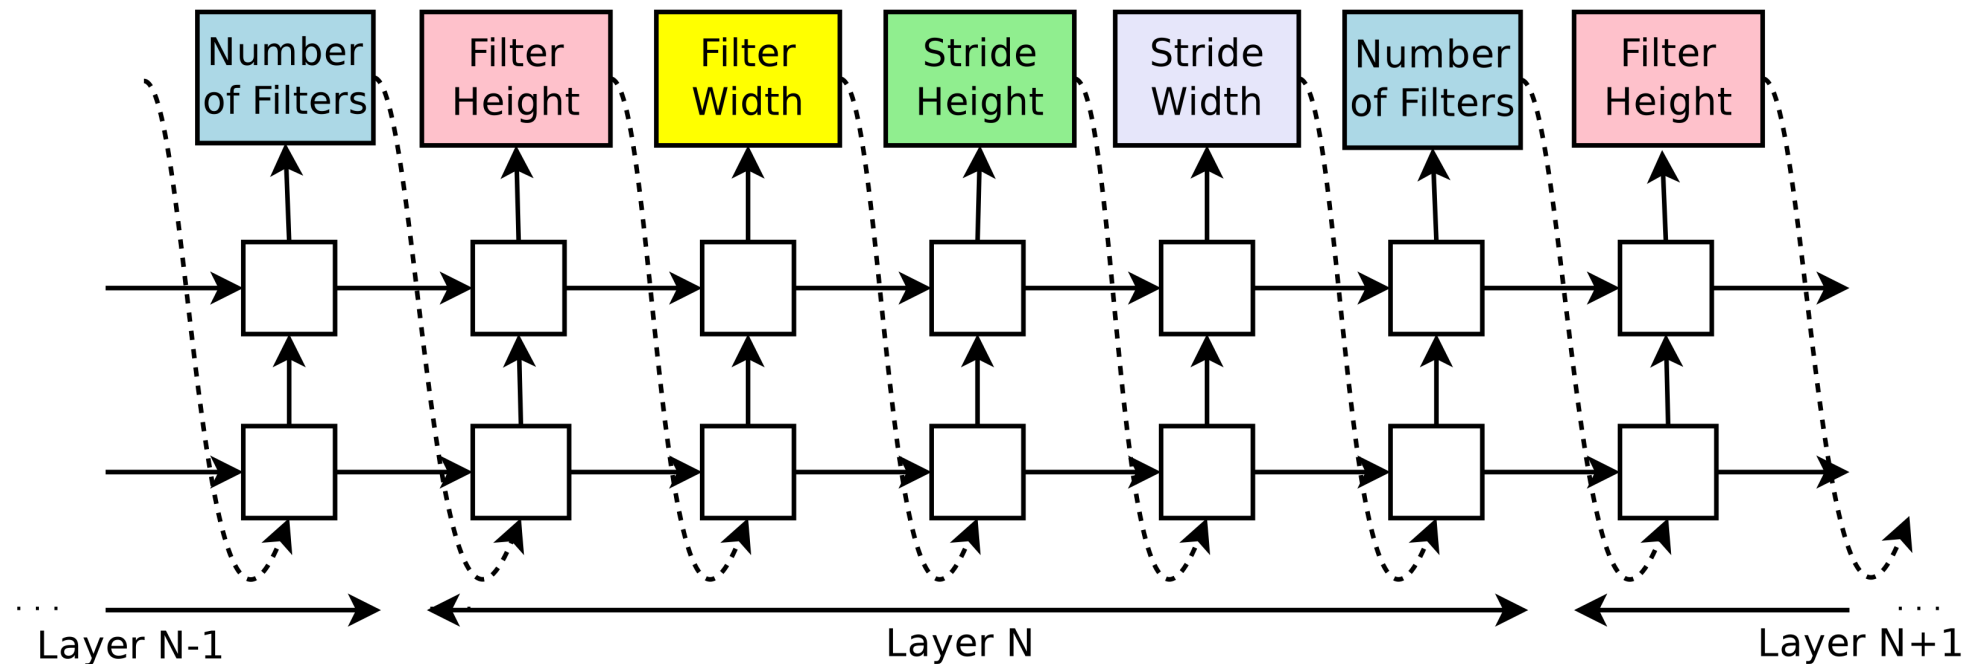 Number
of Filters
Filter
Height
Filter
Width
Stride
Height
Stride
Width
Number
of Filters
Filter
Height
. . .
. . .
Layer N-1
Layer N
Layer N+1